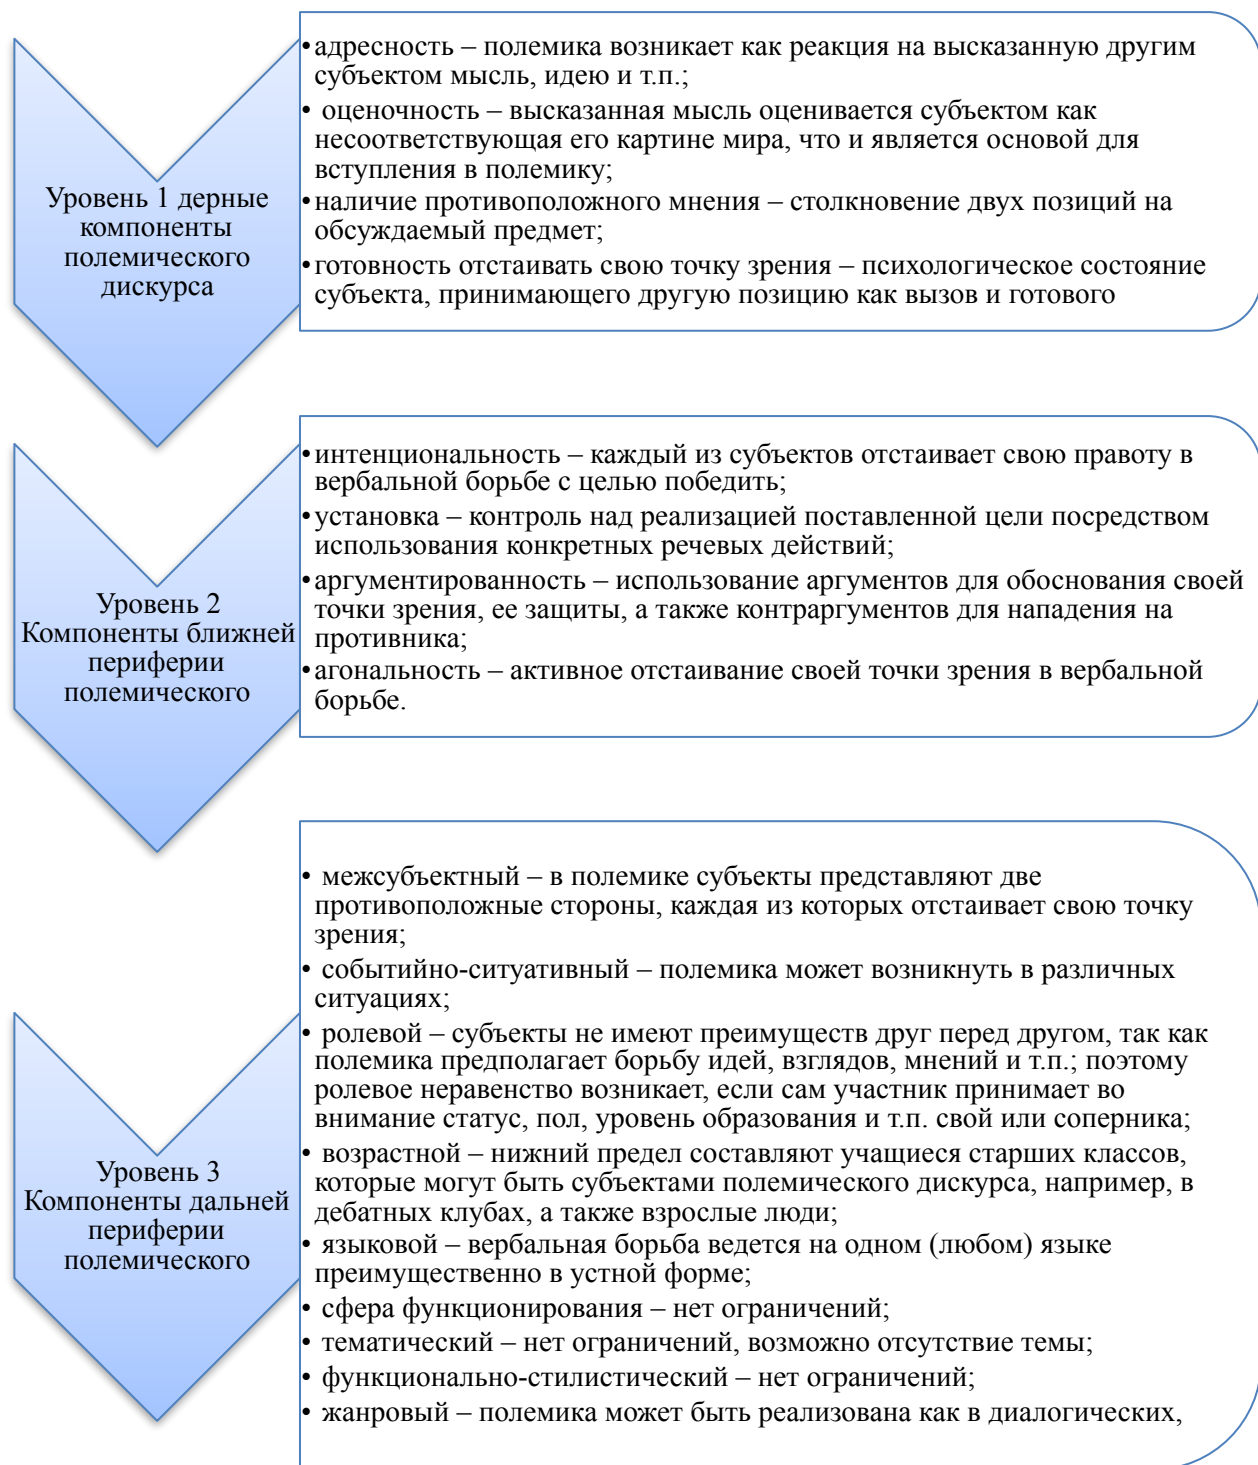 Уровень 1 дерные
компоненты
полемического
дискурса
•адресность – полемика возникает как реакция на высказанную другим
субъектом мысль, идею и т.п.;
• оценочность – высказанная мысль оценивается субъектом как
несоответствующая его картине мира, что и является основой для
вступления в полемику;
•наличие противоположного мнения – столкновение двух позиций на
обсуждаемый предмет;
•готовность отстаивать свою точку зрения – психологическое состояние
субъекта, принимающего другую позицию как вызов и готового
Уровень 2
Компоненты ближней
периферии
полемического
•интенциональность – каждый из субъектов отстаивает свою правоту в
вербальной борьбе с целью победить;
•установка – контроль над реализацией поставленной цели посредством
использования конкретных речевых действий;
•аргументированность – использование аргументов для обоснования своей
точки зрения, ее защиты, а также контраргументов для нападения на
противника;
•агональность – активное отстаивание своей точки зрения в вербальной
борьбе.
Уровень 3
Компоненты дальней
периферии
полемического
• межсубъектный – в полемике субъекты представляют две
противоположные стороны, каждая из которых отстаивает свою точку
зрения;
• событийно-ситуативный – полемика может возникнуть в различных
ситуациях;
• ролевой – субъекты не имеют преимуществ друг перед другом, так как
полемика предполагает борьбу идей, взглядов, мнений и т.п.; поэтому
ролевое неравенство возникает, если сам участник принимает во
внимание статус, пол, уровень образования и т.п. свой или соперника;
• возрастной – нижний предел составляют учащиеся старших классов,
которые могут быть субъектами полемического дискурса, например, в
дебатных клубах, а также взрослые люди;
• языковой – вербальная борьба ведется на одном (любом) языке
преимущественно в устной форме;
• сфера функционирования – нет ограничений;
• тематический – нет ограничений, возможно отсутствие темы;
• функционально-стилистический – нет ограничений;
• жанровый – полемика может быть реализована как в диалогических,